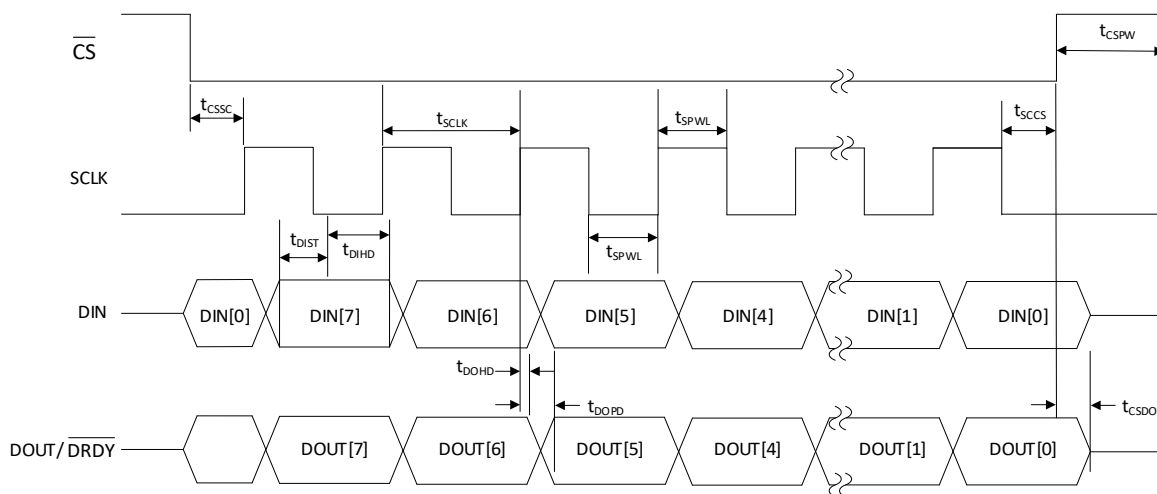 CS
tCSPW
tCSSC
tSCLK
tSPWL
tSCCS
SCLK
tDIST
tDIHD
tSPWL
DIN
DIN[0]
DIN[7]
DIN[6]
DIN[5]
DIN[4]
DIN[1]
DIN[0]
tDOHD
tDOPD
tCSDO
DOUT/DRDY
DOUT[7]
DOUT[6]
DOUT[5]
DOUT[4]
DOUT[1]
DOUT[0]